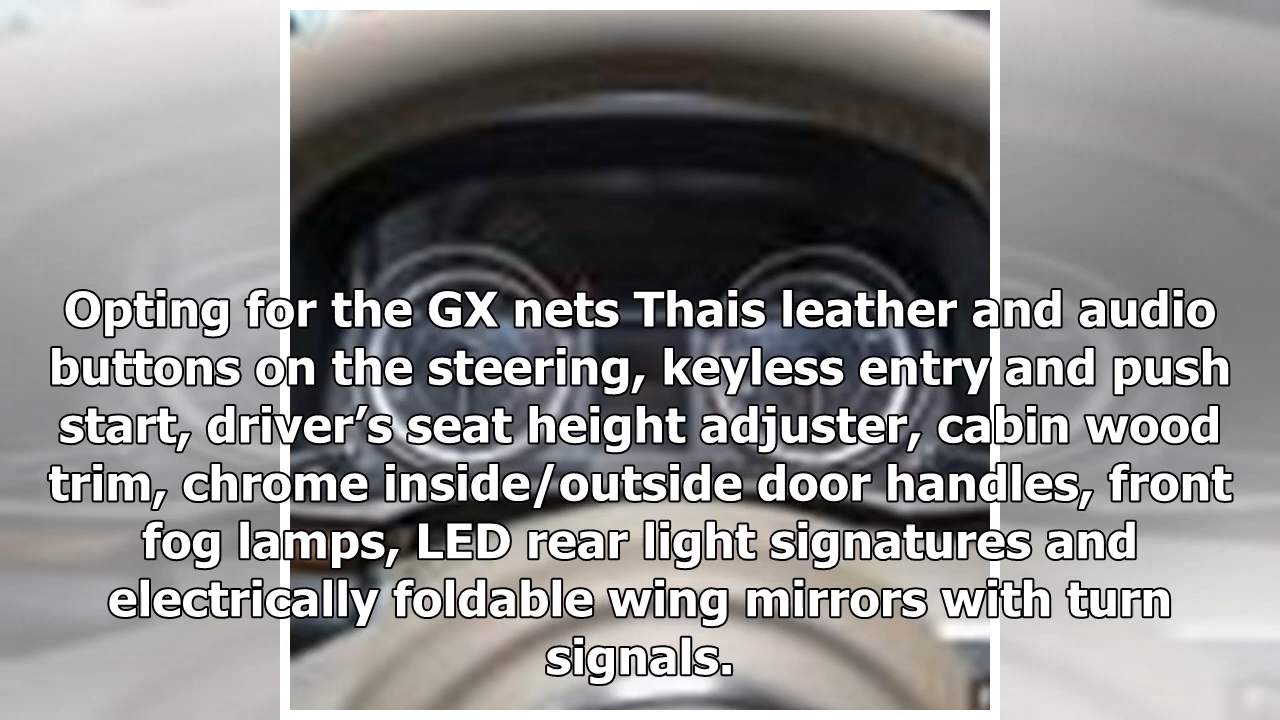 Opting for the GX nets Thais leather and audio
buttons on the steering, keyless entry and push
start, driver’s seat height adjuster, cabin wood
trim, chrome inside/outside door handles, front
fog lamps, LED rear light signatures and
electrically foldable wing mirrors with turn
signals.